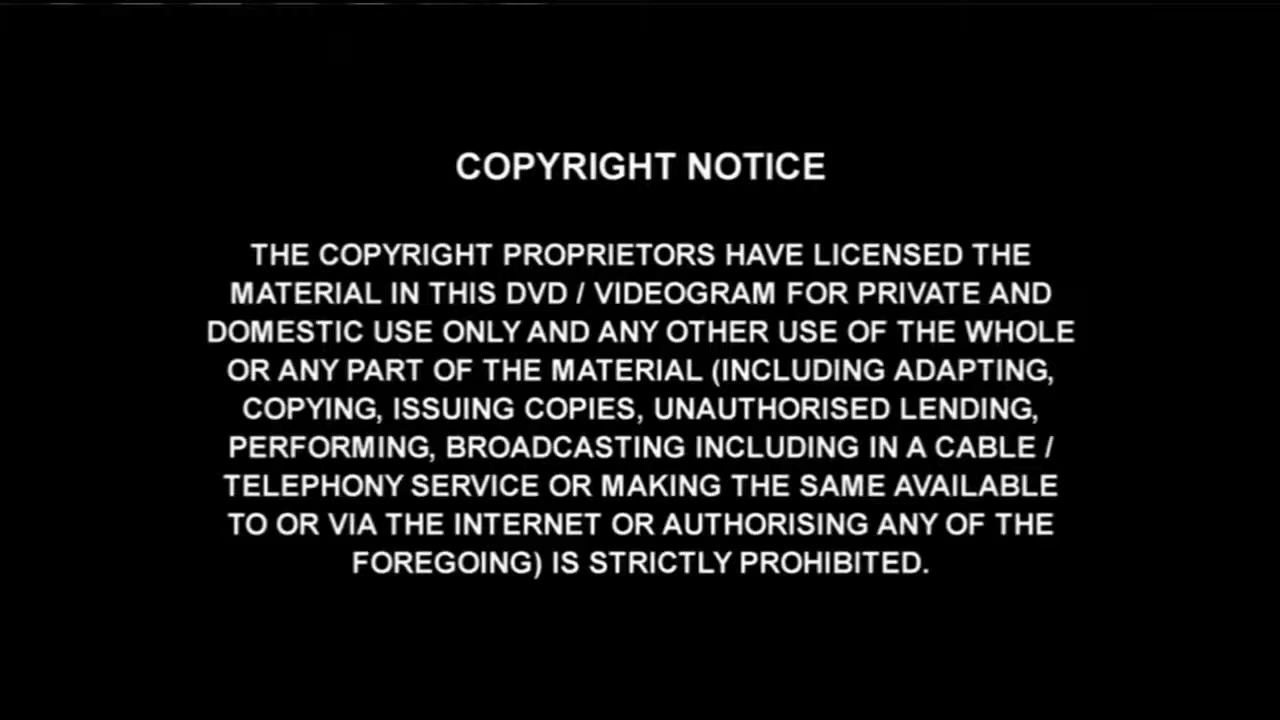 COPYRIGHT NOTICE
THE COPYRIGHT PROPRIETORS HAVE LICENSED THE
MATERIAL IN THIS DVD / VIDEOGRAM FOR PRIVATE AND
DOMESTIC USE ONLY AND ANY OTHER USE OF THE WHOLE
OR ANY PART OF THE MATERIAL (INCLUDING ADAPTING,
COPYING, ISSUING COPIES, UNAUTHORISED LENDING,
PERFORMING, BROADCASTING INCLUDING IN A CABLE /
TELEPHONY SERVICE OR MAKING THE SAME AVAILABLE
TO OR VIA THE INTERNET OR AUTHORISING ANY OF THE
FOREGOING) IS STRICTLY PROHIBITED.